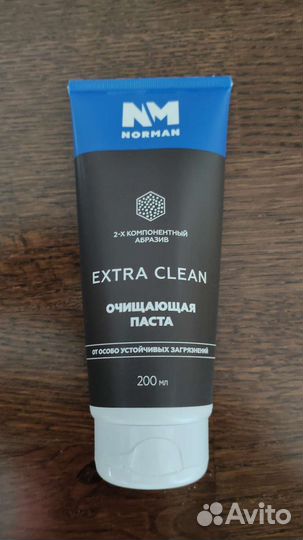 NM
NORMAN
2-Х КОМПОНЕНТНЫЙ
АБРАЗИВ
EXTRA CLEAN
ОЧИЩАЮЩАЯ
ПАСТА
ОТ ОСОБО УСТОЙЧИВЫХ ЗАГРЯЗНЕНИЙ
200 мл
Avito